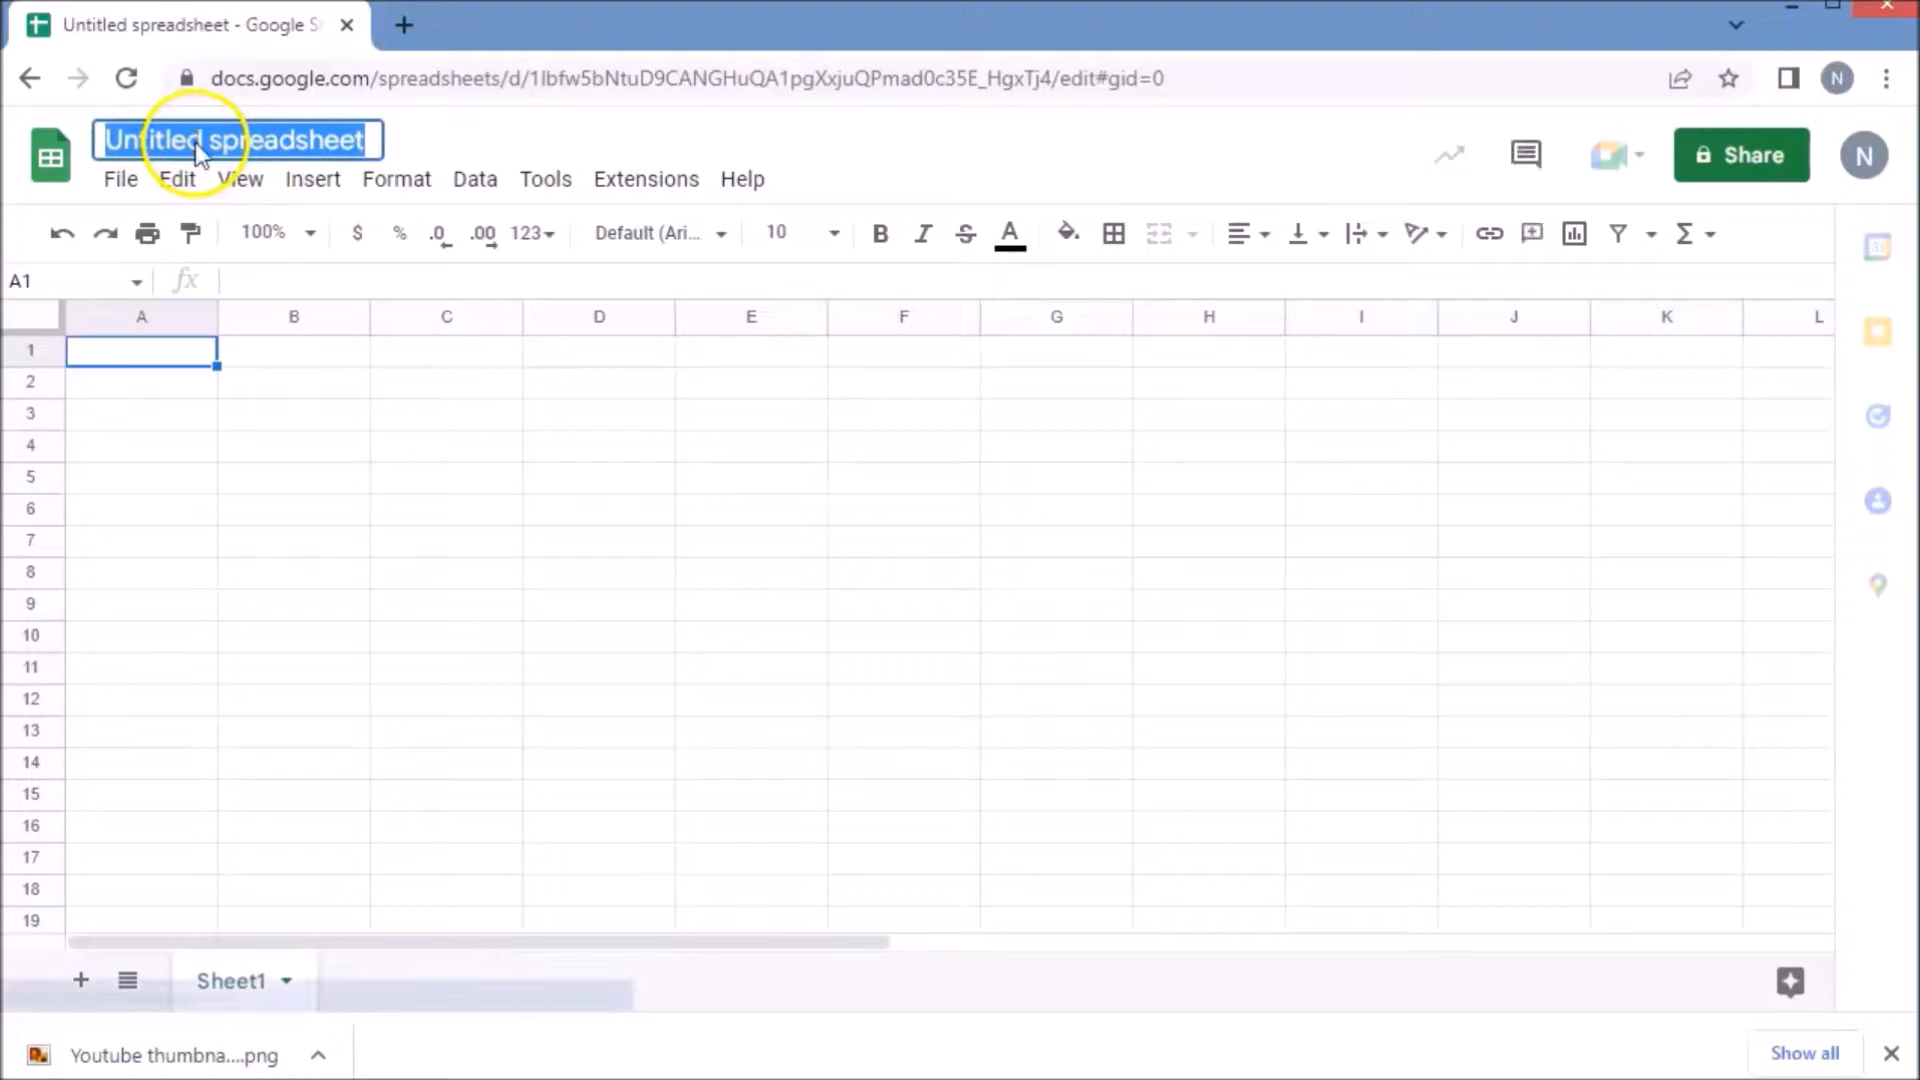 Untitled spreadsheet - Google S
docs.google.com/spreadsheets/d/1Ibfw5bNtuD9CANGHuQA1pgXxjuQPmad0c35E_HgxTj4/edit#gid=0
N
Untitled spreadsheet
File Edit View Insert Format Data Tools Extensions Help
Share
N
100% $ % .0 .00 123 Default (Ari... 10 B I S A Σ
31
A1 fx
A B C D E F G H I J K L
1
2
3
4
5
6
7
8
9
10
11
12
13
14
15
16
17
18
19
+ Sheet1
Youtube thumbna....png
Show all